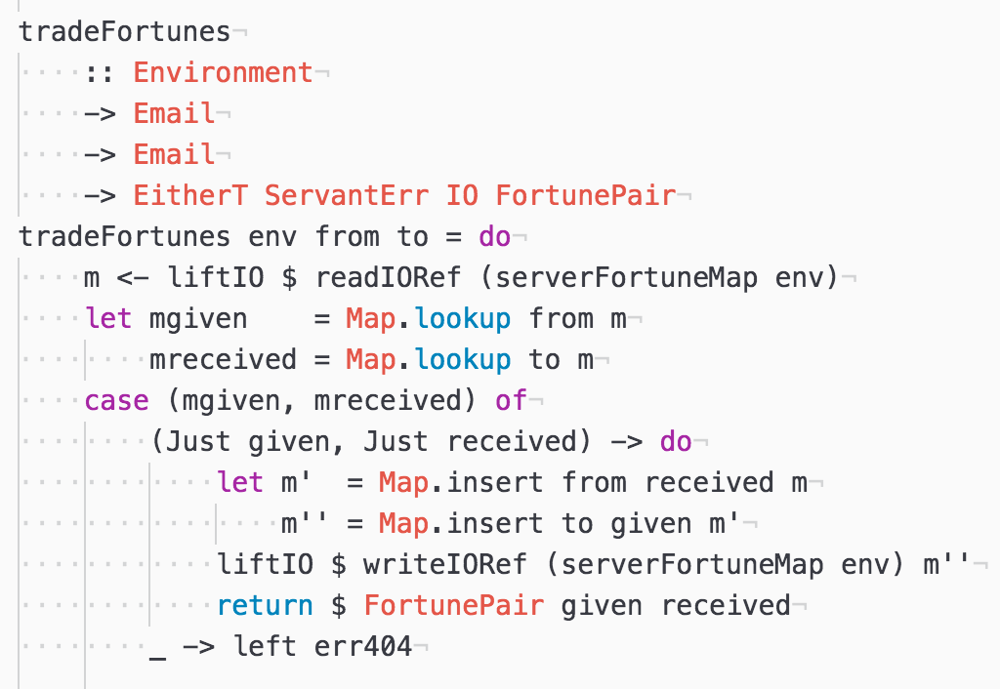 tradeFortunes
    :: Environment
    -> Email
    -> Email
    -> EitherT ServantErr IO FortunePair
tradeFortunes env from to = do
    m <- liftIO $ readIORef (serverFortuneMap env)
    let mgiven    = Map.lookup from m
        mreceived = Map.lookup to m
    case (mgiven, mreceived) of
        (Just given, Just received) -> do
            let m'  = Map.insert from received m
                m'' = Map.insert to given m'
            liftIO $ writeIORef (serverFortuneMap env) m''
            return $ FortunePair given received
        _ -> left err404